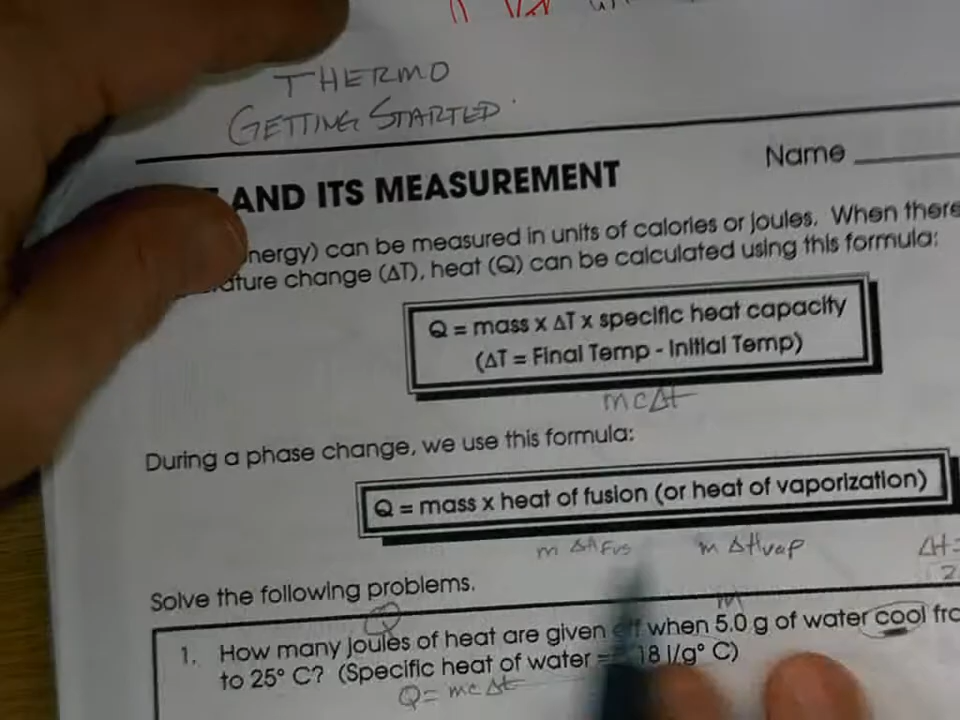 THERMO
GETTING STARTED
Name
AND ITS MEASUREMENT
can be measured in units of calories or joules. When there
change (ΔT), heat (Q) can be calculated using this formula:
Q = mass x ΔT x specific heat capacity
(ΔT = Final Temp - Initial Temp)
mcΔt
During a phase change, we use this formula:
Q = mass x heat of fusion (or heat of vaporization)
m ΔHFus m ΔHvap ΔH=
2
Solve the following problems.
Q m
1. How many joules of heat are given off when 5.0 g of water cool
to 25° C? (Specific heat of water = 18 J/g° C)
Q = mcΔt